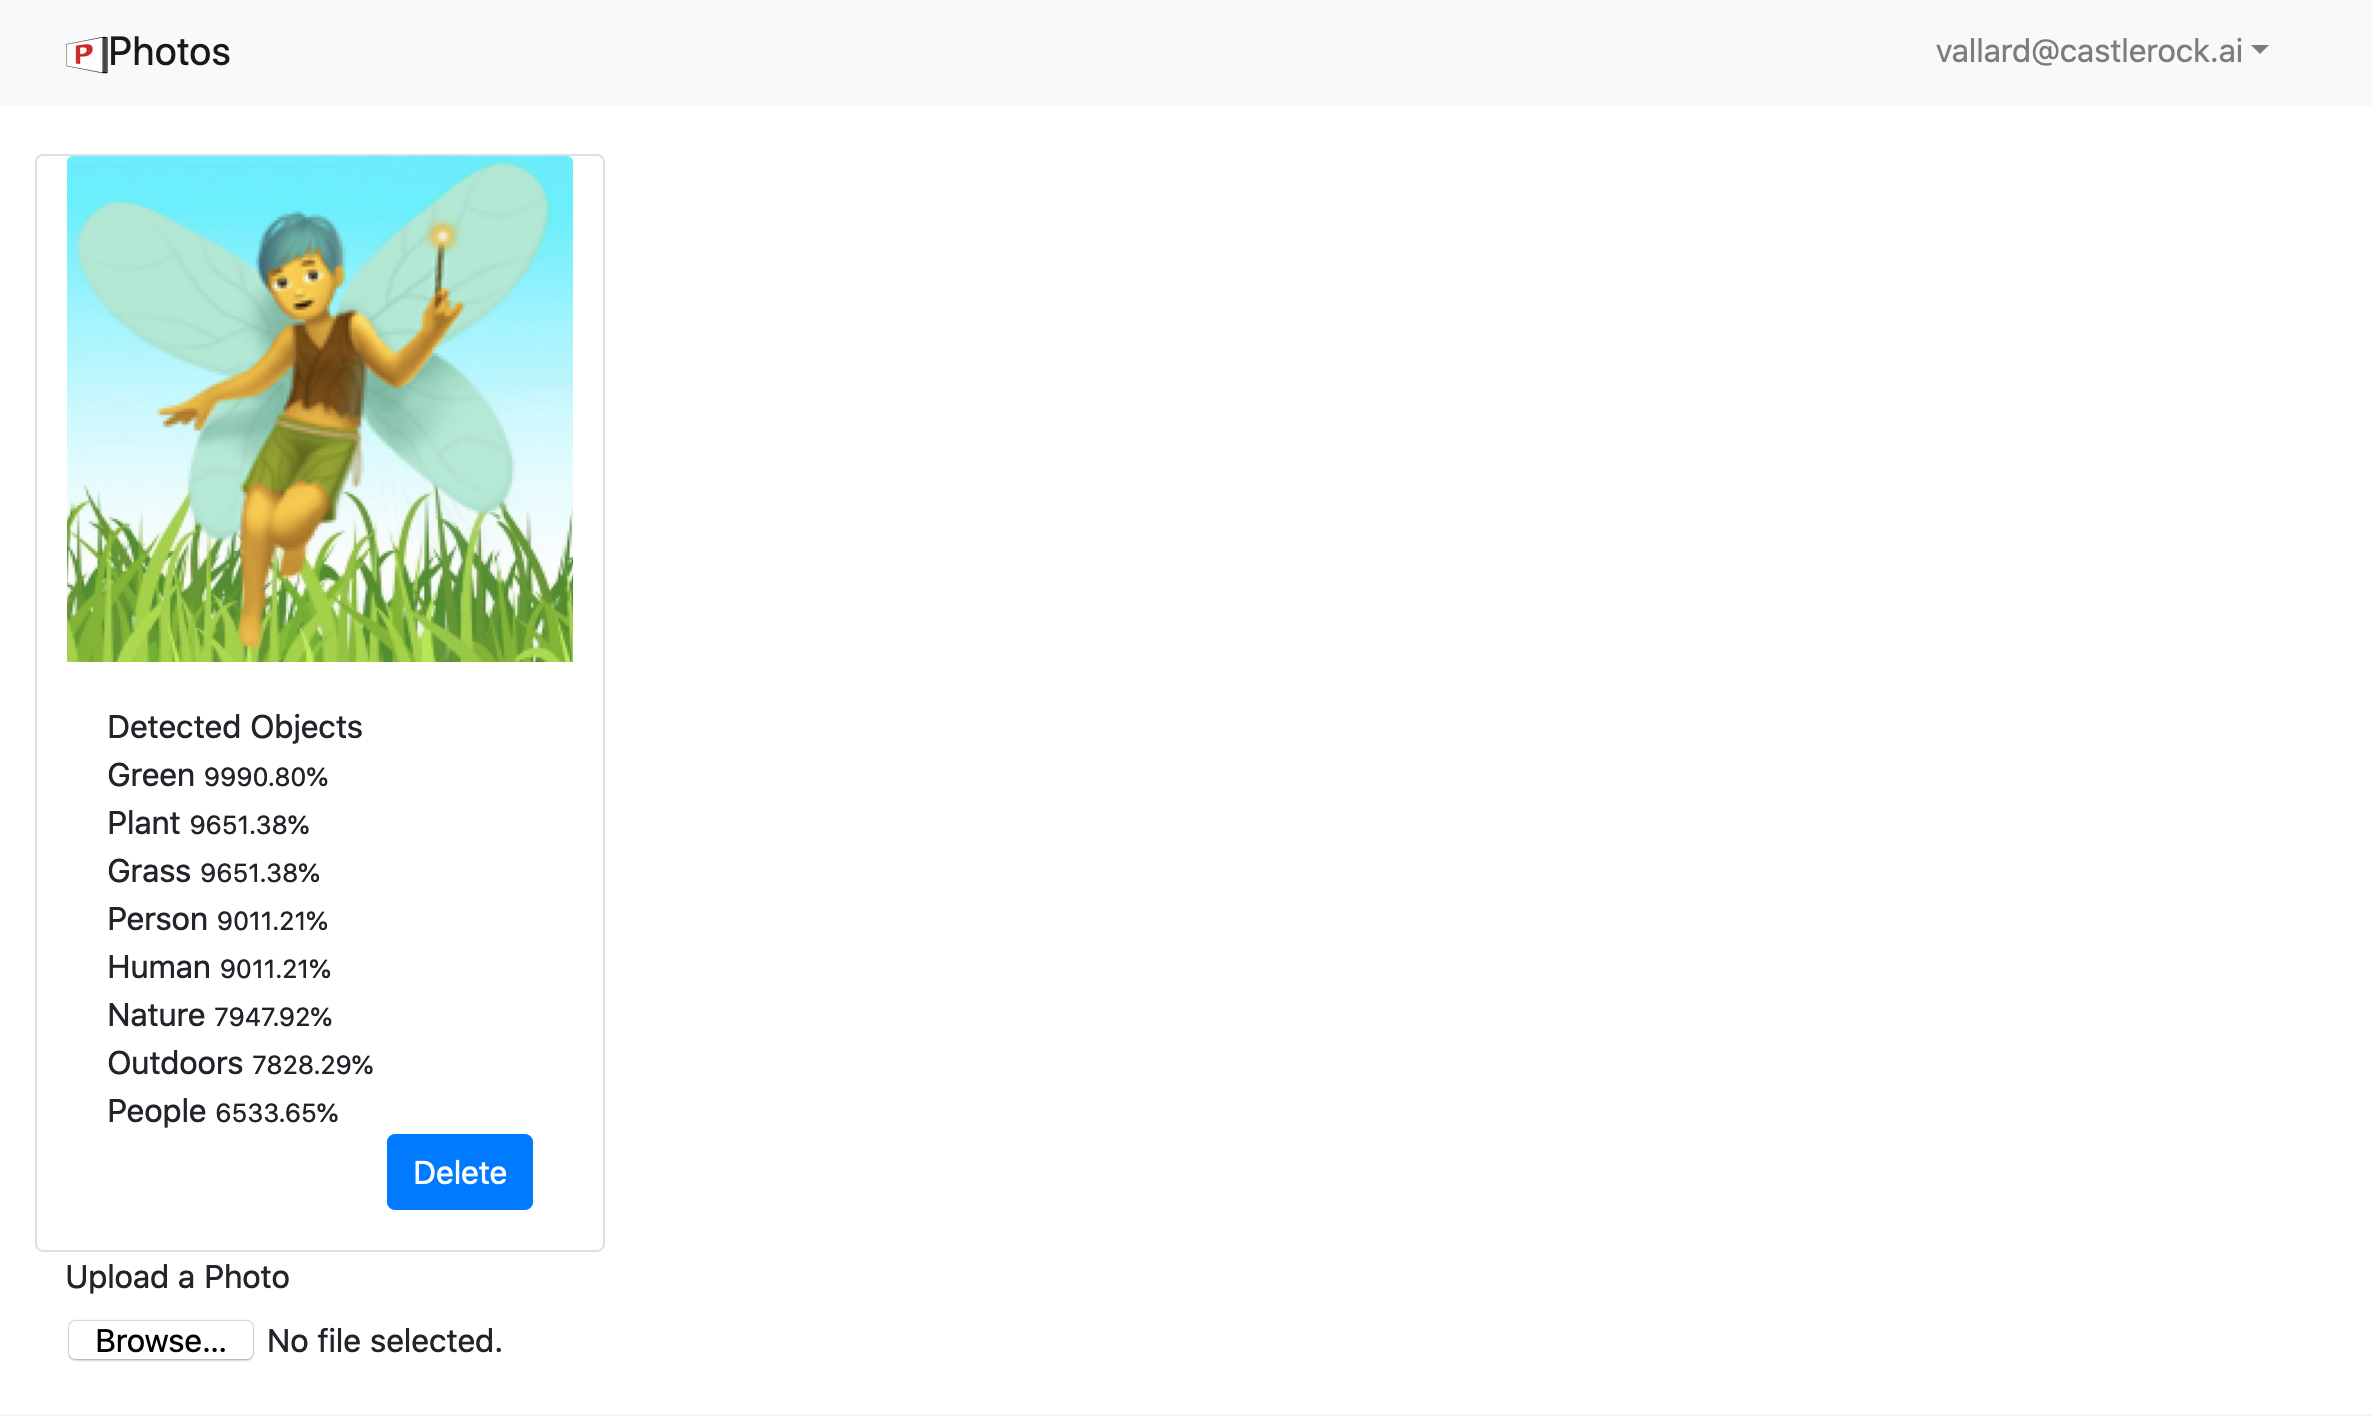 P Photos
vallard@castlerock.ai
Detected Objects
Green 9990.80%
Plant 9651.38%
Grass 9651.38%
Person 9011.21%
Human 9011.21%
Nature 7947.92%
Outdoors 7828.29%
People 6533.65%
Delete
Upload a Photo
Browse... No file selected.